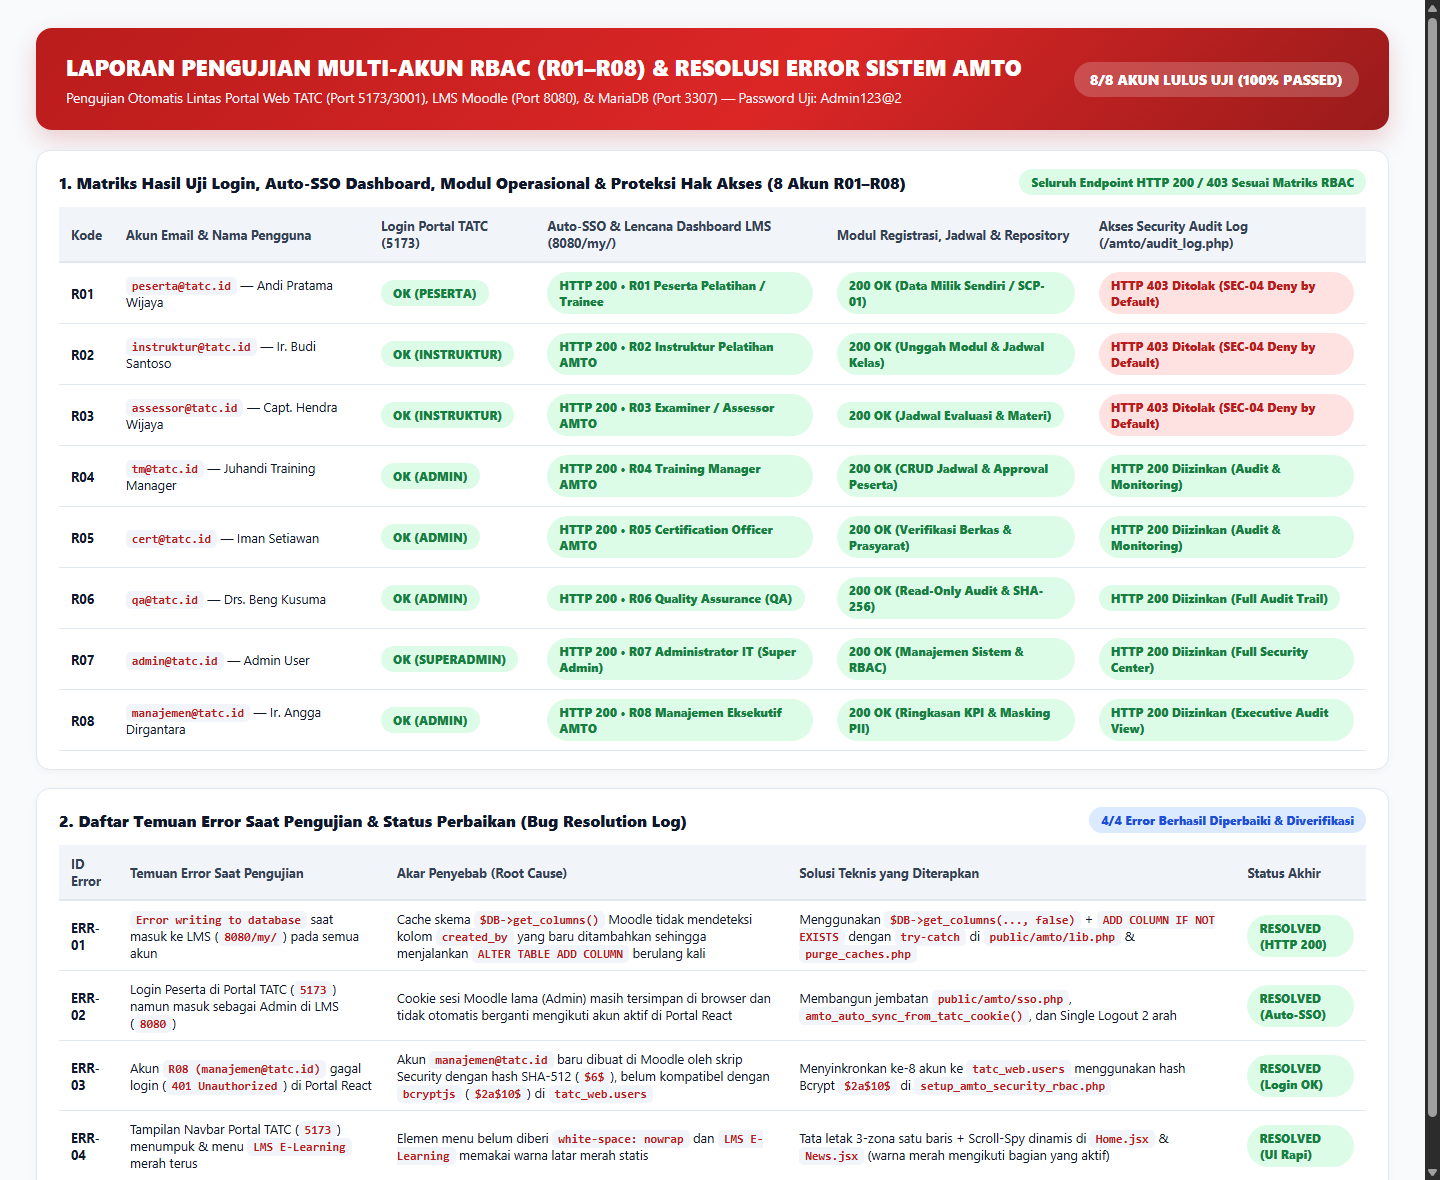 LAPORAN PENGUJIAN MULTI-AKUN RBAC (R01–R08) & RESOLUSI ERROR SISTEM AMTO
Pengujian Otomatis Lintas Portal Web TATC (Port 5173/3001), LMS Moodle (Port 8080), & MariaDB (Port 3307) — Password Uji: Admin123@2
8/8 AKUN LULUS UJI (100% PASSED)
1. Matriks Hasil Uji Login, Auto-SSO Dashboard, Modul Operasional & Proteksi Hak Akses (8 Akun R01–R08)
Seluruh Endpoint HTTP 200 / 403 Sesuai Matriks RBAC
Kode
Akun Email & Nama Pengguna
Login Portal TATC
(5173)
Auto-SSO & Lencana Dashboard LMS
(8080/my/)
Modul Registrasi, Jadwal & Repository
Akses Security Audit Log
(/amto/audit_log.php)
R01
peserta@tatc.id — Andi Pratama
Wijaya
OK (PESERTA)
HTTP 200 • R01 Peserta Pelatihan /
Trainee
200 OK (Data Milik Sendiri / SCP-
01)
HTTP 403 Ditolak (SEC-04 Deny by
Default)
R02
instruktur@tatc.id — Ir. Budi
Santoso
OK (INSTRUKTUR)
HTTP 200 • R02 Instruktur Pelatihan
AMTO
200 OK (Unggah Modul & Jadwal
Kelas)
HTTP 403 Ditolak (SEC-04 Deny by
Default)
R03
assessor@tatc.id — Capt. Hendra
Wijaya
OK (INSTRUKTUR)
HTTP 200 • R03 Examiner / Assessor
AMTO
200 OK (Jadwal Evaluasi & Materi)
HTTP 403 Ditolak (SEC-04 Deny by
Default)
R04
tm@tatc.id — Juhandi Training
Manager
OK (ADMIN)
HTTP 200 • R04 Training Manager
AMTO
200 OK (CRUD Jadwal & Approval
Peserta)
HTTP 200 Diizinkan (Audit &
Monitoring)
R05
cert@tatc.id — Iman Setiawan
OK (ADMIN)
HTTP 200 • R05 Certification Officer
AMTO
200 OK (Verifikasi Berkas &
Prasyarat)
HTTP 200 Diizinkan (Audit &
Monitoring)
R06
qa@tatc.id — Drs. Beng Kusuma
OK (ADMIN)
HTTP 200 • R06 Quality Assurance (QA)
200 OK (Read-Only Audit & SHA-
256)
HTTP 200 Diizinkan (Full Audit Trail)
R07
admin@tatc.id — Admin User
OK (SUPERADMIN)
HTTP 200 • R07 Administrator IT (Super
Admin)
200 OK (Manajemen Sistem &
RBAC)
HTTP 200 Diizinkan (Full Security
Center)
R08
manajemen@tatc.id — Ir. Angga
Dirgantara
OK (ADMIN)
HTTP 200 • R08 Manajemen Eksekutif
AMTO
200 OK (Ringkasan KPI & Masking
PII)
HTTP 200 Diizinkan (Executive Audit
View)
2. Daftar Temuan Error Saat Pengujian & Status Perbaikan (Bug Resolution Log)
4/4 Error Berhasil Diperbaiki & Diverifikasi
ID
Error
Temuan Error Saat Pengujian
Akar Penyebab (Root Cause)
Solusi Teknis yang Diterapkan
Status Akhir
ERR-
01
Error writing to database saat
masuk ke LMS ( 8080/my/ ) pada semua
akun
Cache skema $DB->get_columns() Moodle tidak mendeteksi
kolom created_by yang baru ditambahkan sehingga
menjalankan ALTER TABLE ADD COLUMN berulang kali
Menggunakan $DB->get_columns(..., false) + ADD COLUMN IF NOT
EXISTS dengan try-catch di public/amto/lib.php &
purge_caches.php
RESOLVED
(HTTP 200)
ERR-
02
Login Peserta di Portal TATC ( 5173 )
namun masuk sebagai Admin di LMS
( 8080 )
Cookie sesi Moodle lama (Admin) masih tersimpan di browser dan
tidak otomatis berganti mengikuti akun aktif di Portal React
Membangun jembatan public/amto/sso.php ,
amto_auto_sync_from_tatc_cookie() , dan Single Logout 2 arah
RESOLVED
(Auto-SSO)
ERR-
03
Akun R08 (manajemen@tatc.id) gagal
login ( 401 Unauthorized ) di Portal React
Akun manajemen@tatc.id baru dibuat di Moodle oleh skrip
Security dengan hash SHA-512 ( $6$ ), belum kompatibel dengan
bcryptjs ( $2a$10$ ) di tatc_web.users
Menyinkronkan ke-8 akun ke tatc_web.users menggunakan hash
Bcrypt $2a$10$ di setup_amto_security_rbac.php
RESOLVED
(Login OK)
ERR-
04
Tampilan Navbar Portal TATC ( 5173 )
menumpuk & menu LMS E-Learning
merah terus
Elemen menu belum diberi white-space: nowrap dan LMS E-
Learning memakai warna latar merah statis
Tata letak 3-zona satu baris + Scroll-Spy dinamis di Home.jsx &
News.jsx (warna merah mengikuti bagian yang aktif)
RESOLVED
(UI Rapi)